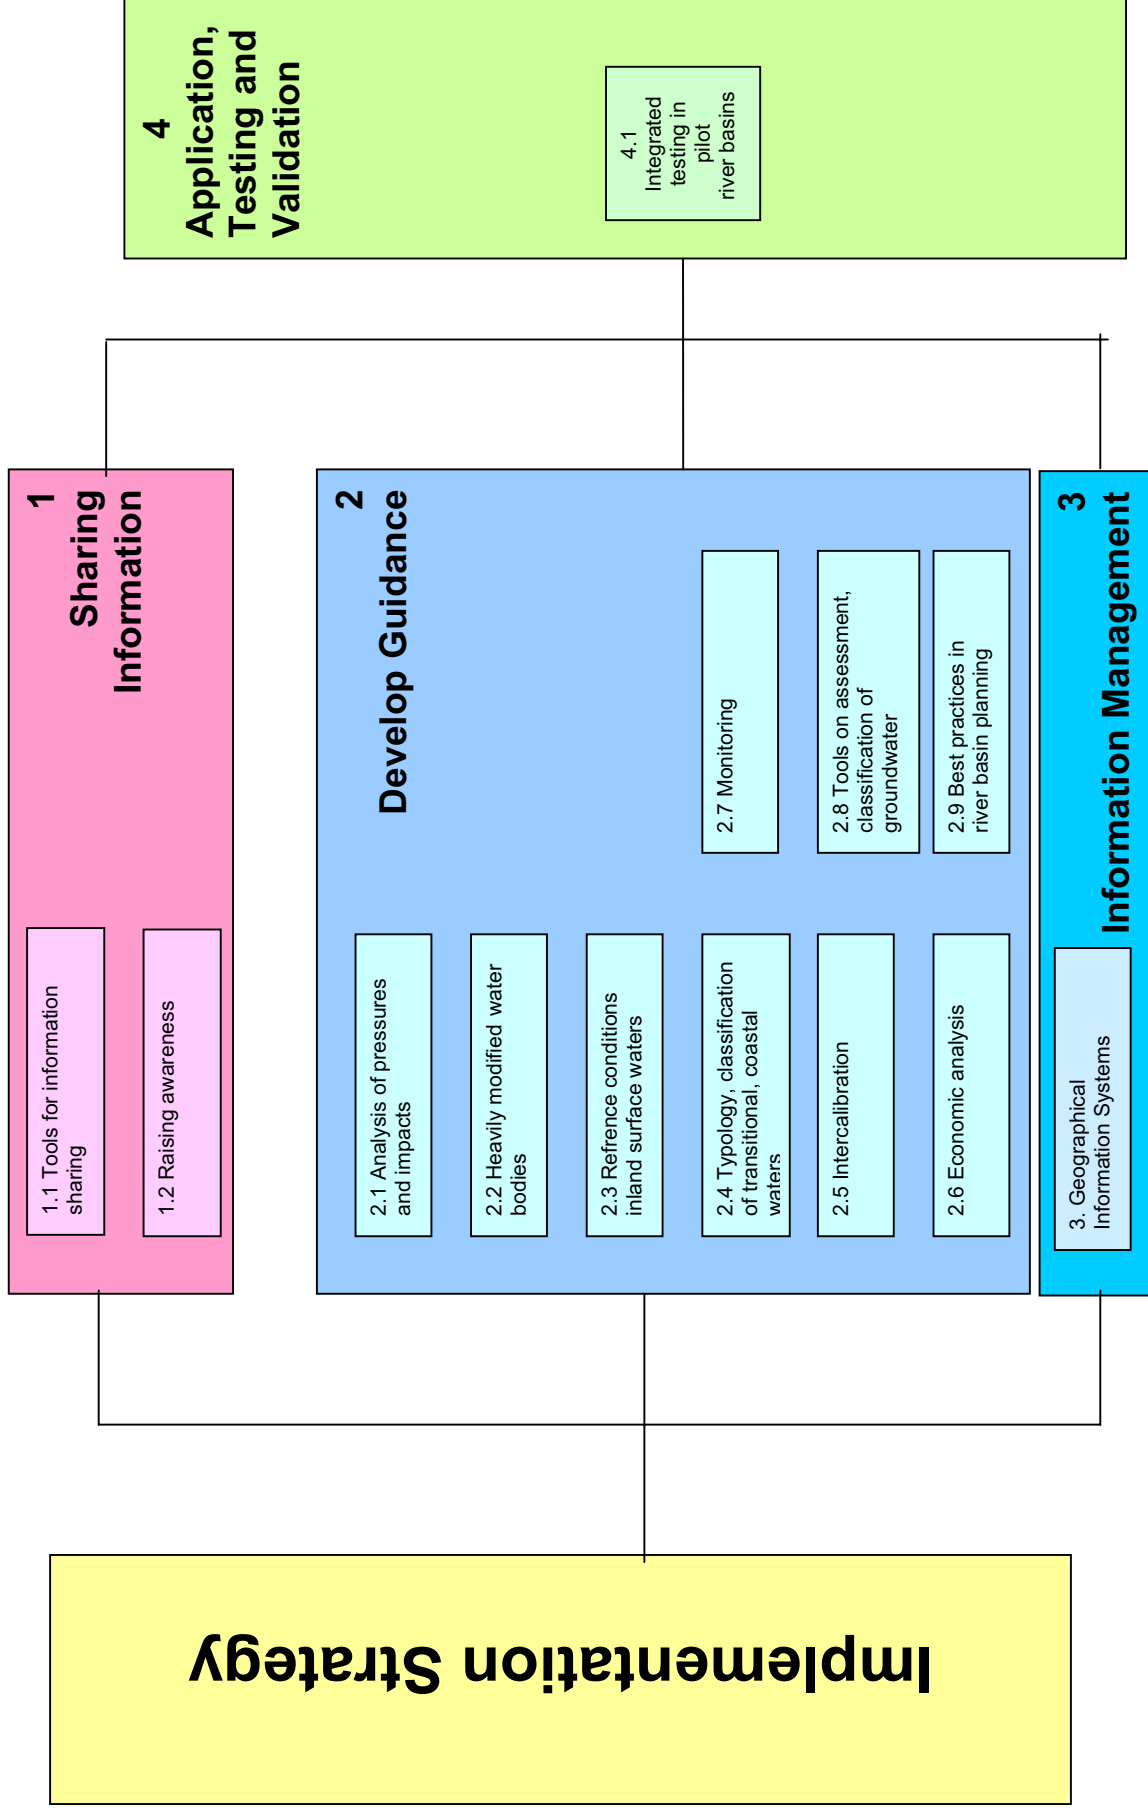 Implementation Strategy
1
Sharing
Information
1.1 Tools for information
sharing
1.2 Raising awareness
2
Develop Guidance
2.1 Analysis of pressures
and impacts
2.2 Heavily modified water
bodies
2.3 Refrence conditions
inland surface waters
2.4 Typology, classification
of transitional, coastal
waters
2.5 Intercalibration
2.6 Economic analysis
2.7 Monitoring
2.8 Tools on assessment,
classification of
groundwater
2.9 Best practices in
river basin planning
3
Information Management
3. Geographical
Information Systems
4
Application,
Testing and
Validation
4.1
Integrated
testing in
pilot
river basins